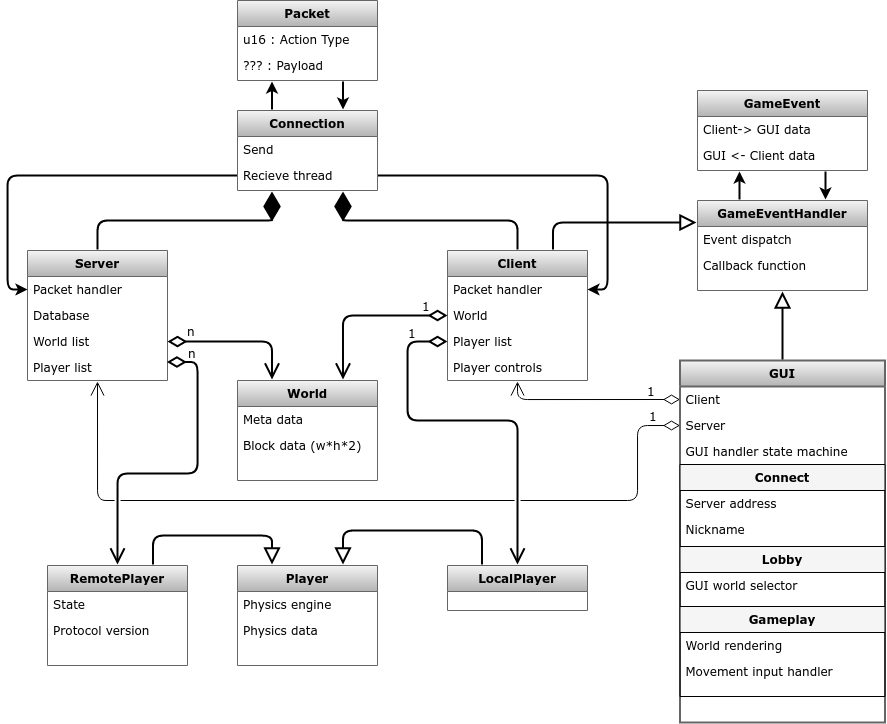 Packet
u16 : Action Type
??? : Payload
Connection
Send
Recieve thread
GameEvent
Client-> GUI data
GUI <- Client data
GameEventHandler
Event dispatch
Callback function
Server
Packet handler
Database
World list
Player list
n
n
Client
Packet handler
World
Player list
Player controls
1
1
World
Meta data
Block data (w*h*2)
GUI
Client
Server
GUI handler state machine
1
1
Connect
Server address
Nickname
Lobby
GUI world selector
Gameplay
World rendering
Movement input handler
RemotePlayer
State
Protocol version
Player
Physics engine
Physics data
LocalPlayer